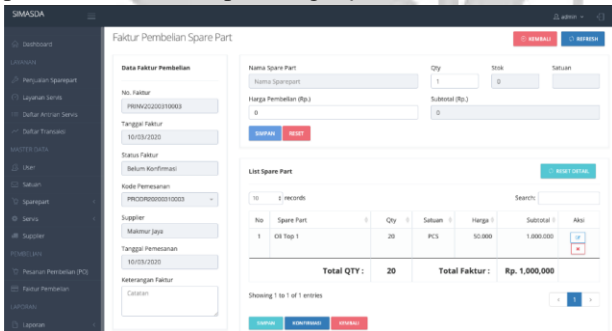 SIMASDA
admin
Dashboard
LAYANAN
Penjualan Sparepart
Layanan Servis
Daftar Antrian Servis
Daftar Transaksi
MASTER DATA
User
Satuan
Sparepart
Servis
Supplier
PEMBELIAN
Pesanan Pembelian (PO)
Faktur Pembelian
LAPORAN
Laporan
Faktur Pembelian Spare Part
KEMBALI
REFRESH
Data Faktur Pembelian
No. Faktur
PRINV20200310003
Tanggal Faktur
10/03/2020
Status Faktur
Belum Konfirmasi
Kode Pemesanan
PRODR20200310003
Supplier
Makmur Jaya
Tanggal Pemesanan
10/03/2020
Keterangan Faktur
Catatan
Nama Spare Part Qty Stok Satuan
Nama Sparepart 1 0
Harga Pembelian (Rp.) Subtotal (Rp.)
0 0
SIMPAN RESET
List Spare Part
RESET DETAIL
10 records Search:
No Spare Part Qty Satuan Harga Subtotal Aksi
1 Oli Top 1 20 PCS 50.000 1.000.000
Total QTY : 20 Total Faktur : Rp. 1,000,000
Showing 1 to 1 of 1 entries
1
SIMPAN KONFIRMASI KEMBALI